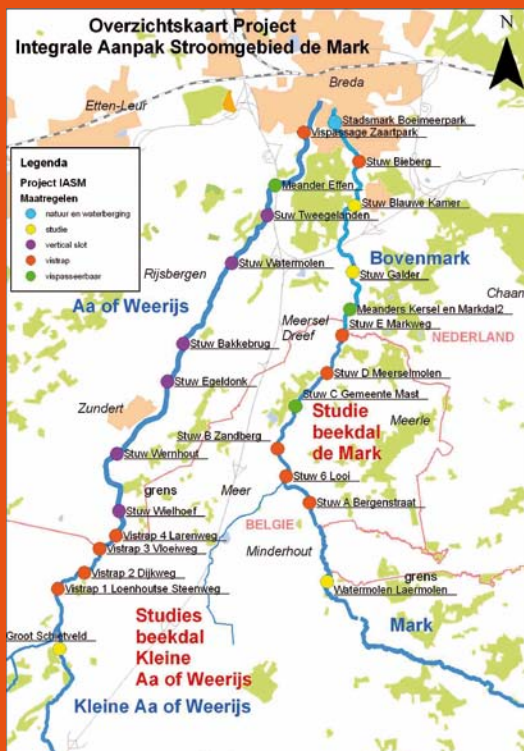 Overzichtskaart Project
Integrale Aanpak Stroomgebied de Mark
N
Breda
Etten-Leur
Stadsmark Boeimeerpark
Vispassage Zaartpark
Stuw Bieberg
Legenda
Project IASM
Maatregelen
natuur en waterberging
studie
vertical slot
vistrap
vispasseerbaar
Meander Effen
Stuw Blauwe Kamer
Stuw Tweegelanden
Bovenmark
Stuw Watermolen
Rijsbergen
Stuw Galder
Chaam
Aa of Weerijs
Meanders Kersel en Markdal2
Meersel
Dreef
Stuw E Markweg
NEDERLAND
Stuw Bakkebrug
Stuw D Meerselmolen
Stuw Egeldonk
Stuw C Gemeente Mast
Zundert
Studie
beekdal
de Mark
Meerle
Stuw B Zandberg
Stuw Wernhout
Stuw 6 Looi
grens
Meer
Stuw A Bergenstraat
Stuw Wielhoef
BELGIE
Vistrap 4 Larenweg
Vistrap 3 Vloeiweg
Minderhout
Vistrap 2 Dijkweg
grens
Watermolen Laermolen
Vistrap 1 Loenhoutse Steenweg
Studies
beekdal
Kleine
Aa of Weerijs
Mark
Groot Schietveld
Kleine Aa of Weerijs